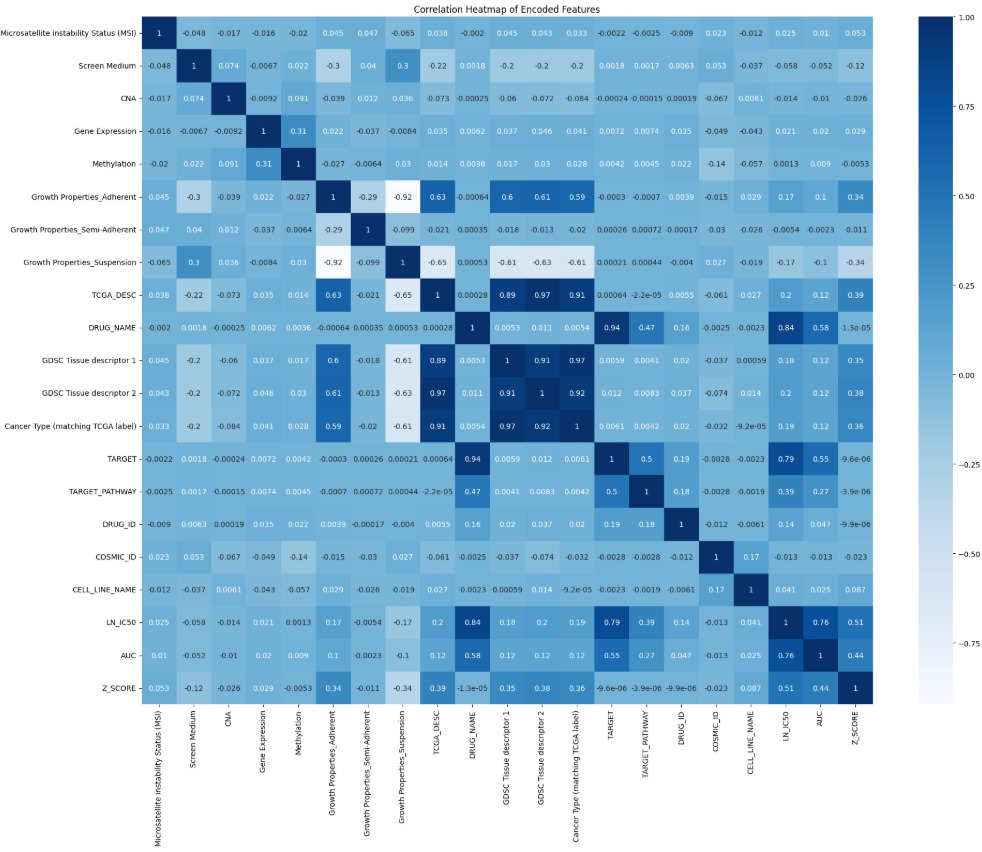 Correlation Heatmap of Encoded Features
Microsatellite instability Status (MSI) 1 -0.048 -0.017 -0.016 -0.02 0.045 0.047 -0.065 0.038 -0.002 0.045 0.043 0.033 -0.0022 -0.0025 -0.009 0.023 -0.012 0.025 0.01 0.053
Screen Medium -0.048 1 0.074 -0.0067 0.022 -0.3 0.04 0.3 -0.22 0.0018 -0.2 -0.2 -0.2 0.0018 0.0017 0.0063 0.053 -0.037 -0.058 -0.052 -0.12
CNA -0.017 0.074 1 -0.0092 0.091 -0.039 0.012 0.036 -0.073 -0.00025 -0.06 -0.072 -0.084 -0.00024 -0.00015 0.00019 -0.067 0.0061 -0.014 -0.01 -0.026
Gene Expression -0.016 -0.0067 -0.0092 1 0.31 0.022 -0.037 -0.0084 0.035 0.0062 0.037 0.046 0.041 0.0072 0.0074 0.035 -0.049 -0.043 0.021 0.02 0.029
Methylation -0.02 0.022 0.091 0.31 1 -0.027 -0.0064 0.03 0.014 0.0036 0.017 0.03 0.028 0.0042 0.0045 0.022 -0.14 -0.057 0.0013 0.009 -0.0053
Growth Properties_Adherent 0.045 -0.3 -0.039 0.022 -0.027 1 -0.29 -0.92 0.63 -0.00064 0.6 0.61 0.59 -0.0003 -0.0007 0.0039 -0.015 0.029 0.17 0.1 0.34
Growth Properties_Semi-Adherent 0.047 0.04 0.012 -0.037 -0.0064 -0.29 1 -0.099 -0.021 0.00035 -0.018 -0.013 -0.02 0.00026 0.00072 -0.00017 -0.03 -0.026 -0.0054 -0.0023 -0.011
Growth Properties_Suspension -0.065 0.3 0.036 -0.0084 0.03 -0.92 -0.099 1 -0.65 0.00053 -0.61 -0.63 -0.61 0.00021 0.00044 -0.004 0.027 -0.019 -0.17 -0.1 -0.34
TCGA_DESC 0.038 -0.22 -0.073 0.035 0.014 0.63 -0.021 -0.65 1 0.00028 0.89 0.97 0.91 0.00064 -2.2e-05 0.0055 -0.061 0.027 0.2 0.12 0.39
DRUG_NAME -0.002 0.0018 -0.00025 0.0062 0.0036 -0.00064 0.00035 0.00053 0.00028 1 0.0053 0.011 0.0054 0.94 0.47 0.16 -0.0025 -0.0023 0.84 0.58 -1.3e-05
GDSC Tissue descriptor 1 0.045 -0.2 -0.06 0.037 0.017 0.6 -0.018 -0.61 0.89 0.0053 1 0.91 0.97 0.0059 0.0041 0.02 -0.037 0.00059 0.18 0.12 0.35
GDSC Tissue descriptor 2 0.043 -0.2 -0.072 0.046 0.03 0.61 -0.013 -0.63 0.97 0.011 0.91 1 0.92 0.012 0.0083 0.037 -0.074 0.014 0.2 0.12 0.38
Cancer Type (matching TCGA label) 0.033 -0.2 -0.084 0.041 0.028 0.59 -0.02 -0.61 0.91 0.0054 0.97 0.92 1 0.0061 0.0042 0.02 -0.032 -9.2e-05 0.19 0.12 0.36
TARGET -0.0022 0.0018 -0.00024 0.0072 0.0042 -0.0003 0.00026 0.00021 0.00064 0.94 0.0059 0.012 0.0061 1 0.5 0.19 -0.0028 -0.0023 0.79 0.55 -9.6e-06
TARGET_PATHWAY -0.0025 0.0017 -0.00015 0.0074 0.0045 -0.0007 0.00072 0.00044 -2.2e-05 0.47 0.0041 0.0083 0.0042 0.5 1 0.18 -0.0028 -0.0019 0.39 0.27 -3.9e-06
DRUG_ID -0.009 0.0063 0.00019 0.035 0.022 0.0039 -0.00017 -0.004 0.0055 0.16 0.02 0.037 0.02 0.19 0.18 1 -0.012 -0.0061 0.14 0.047 -9.9e-06
COSMIC_ID 0.023 0.053 -0.067 -0.049 -0.14 -0.015 -0.03 0.027 -0.061 -0.0025 -0.037 -0.074 -0.032 -0.0028 -0.0028 -0.012 1 0.17 -0.013 -0.013 -0.023
CELL_LINE_NAME -0.012 -0.037 0.0061 -0.043 -0.057 0.029 -0.026 -0.019 0.027 -0.0023 0.00059 0.014 -9.2e-05 -0.0023 -0.0019 -0.0061 0.17 1 0.041 0.025 0.087
LN_IC50 0.025 -0.058 -0.014 0.021 0.0013 0.17 -0.0054 -0.17 0.2 0.84 0.18 0.2 0.19 0.79 0.39 0.14 -0.013 0.041 1 0.76 0.51
AUC 0.01 -0.052 -0.01 0.02 0.009 0.1 -0.0023 -0.1 0.12 0.58 0.12 0.12 0.12 0.55 0.27 0.047 -0.013 0.025 0.76 1 0.44
Z_SCORE 0.053 -0.12 -0.026 0.029 -0.0053 0.34 -0.011 -0.34 0.39 -1.3e-05 0.35 0.38 0.36 -9.6e-06 -3.9e-06 -9.9e-06 -0.023 0.087 0.51 0.44 1
Microsatellite instability Status (MSI)
Screen Medium
CNA
Gene Expression
Methylation
Growth Properties_Adherent
Growth Properties_Semi-Adherent
Growth Properties_Suspension
TCGA_DESC
DRUG_NAME
GDSC Tissue descriptor 1
GDSC Tissue descriptor 2
Cancer Type (matching TCGA label)
TARGET
TARGET_PATHWAY
DRUG_ID
COSMIC_ID
CELL_LINE_NAME
LN_IC50
AUC
Z_SCORE
1.00
0.75
0.50
0.25
0.00
−0.25
−0.50
−0.75